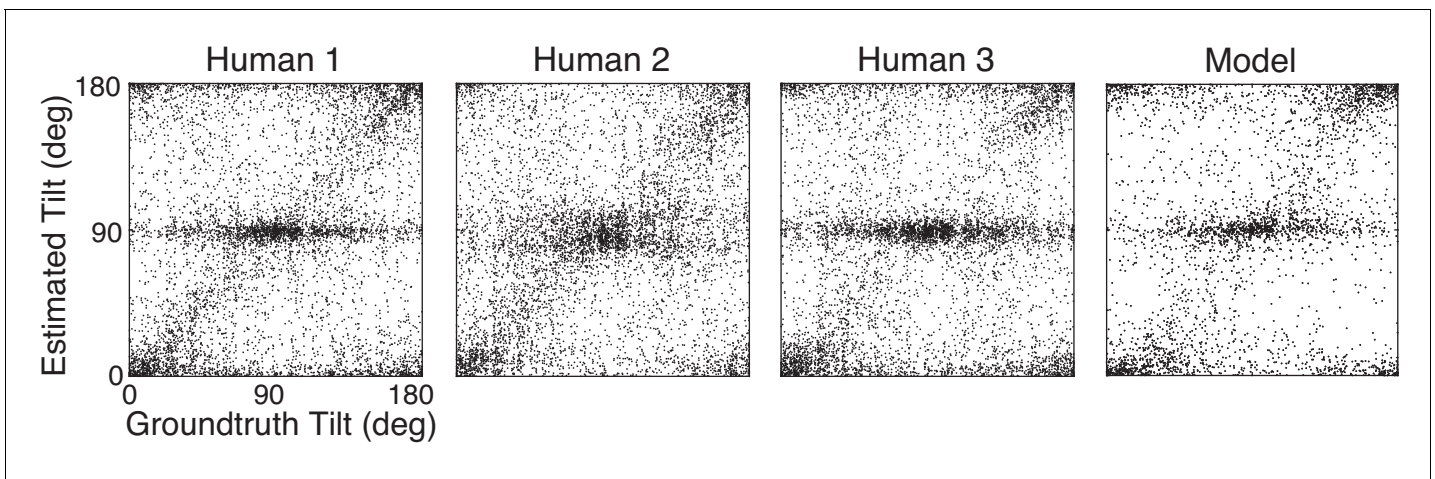 Human 1
Human 2
Human 3
Model
Estimated Tilt (deg)
180
90
0
0 90 180
Groundtruth Tilt (deg)